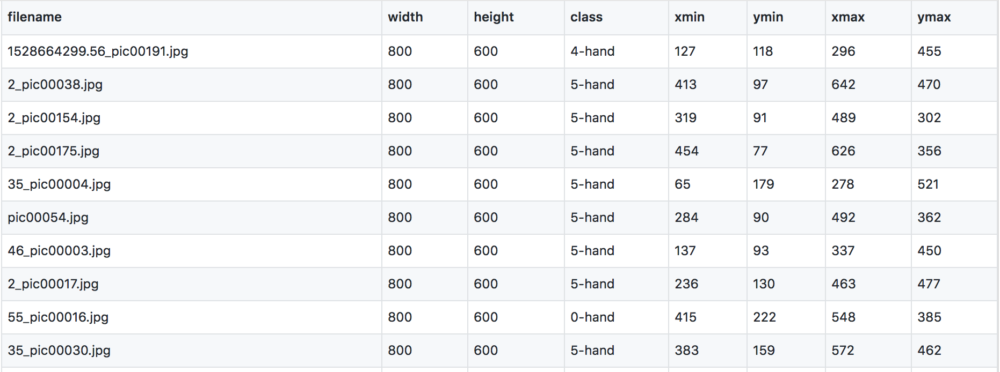 filename width height class xmin ymin xmax ymax
1528664299.56_pic00191.jpg 800 600 4-hand 127 118 296 455
2_pic00038.jpg 800 600 5-hand 413 97 642 470
2_pic00154.jpg 800 600 5-hand 319 91 489 302
2_pic00175.jpg 800 600 5-hand 454 77 626 356
35_pic00004.jpg 800 600 5-hand 65 179 278 521
pic00054.jpg 800 600 5-hand 284 90 492 362
46_pic00003.jpg 800 600 5-hand 137 93 337 450
2_pic00017.jpg 800 600 5-hand 236 130 463 477
55_pic00016.jpg 800 600 0-hand 415 222 548 385
35_pic00030.jpg 800 600 5-hand 383 159 572 462